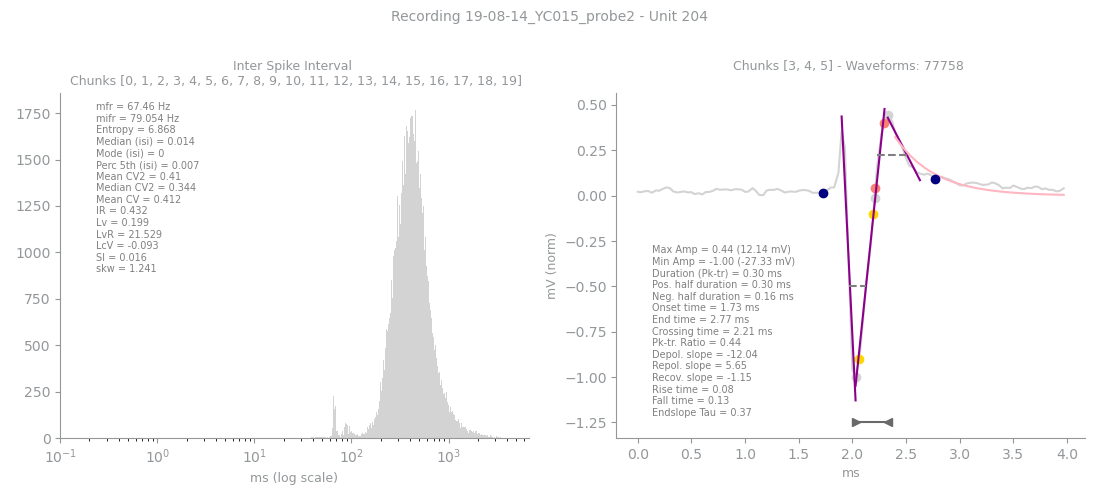 Recording 19-08-14_YC015_probe2 - Unit 204
Inter Spike Interval
Chunks [0, 1, 2, 3, 4, 5, 6, 7, 8, 9, 10, 11, 12, 13, 14, 15, 16, 17, 18, 19]
mfr = 67.46 Hz
mifr = 79.054 Hz
Entropy = 6.868
Median (isi) = 0.014
Mode (isi) = 0
Perc 5th (isi) = 0.007
Mean CV2 = 0.41
Median CV2 = 0.344
Mean CV = 0.412
IR = 0.432
Lv = 0.199
LvR = 21.529
LcV = -0.093
SI = 0.016
skw = 1.241
1750
1500
1250
1000
750
500
250
0
10⁻¹ 10⁰ 10¹ 10² 10³
ms (log scale)
Chunks [3, 4, 5] - Waveforms: 77758
mV (norm)
0.50
0.25
0.00
−0.25
−0.50
−0.75
−1.00
−1.25
Max Amp = 0.44 (12.14 mV)
Min Amp = -1.00 (-27.33 mV)
Duration (Pk-tr) = 0.30 ms
Pos. half duration = 0.30 ms
Neg. half duration = 0.16 ms
Onset time = 1.73 ms
End time = 2.77 ms
Crossing time = 2.21 ms
Pk-tr. Ratio = 0.44
Depol. slope = -12.04
Repol. slope = 5.65
Recov. slope = -1.15
Rise time = 0.08
Fall time = 0.13
Endslope Tau = 0.37
0.0 0.5 1.0 1.5 2.0 2.5 3.0 3.5 4.0
ms